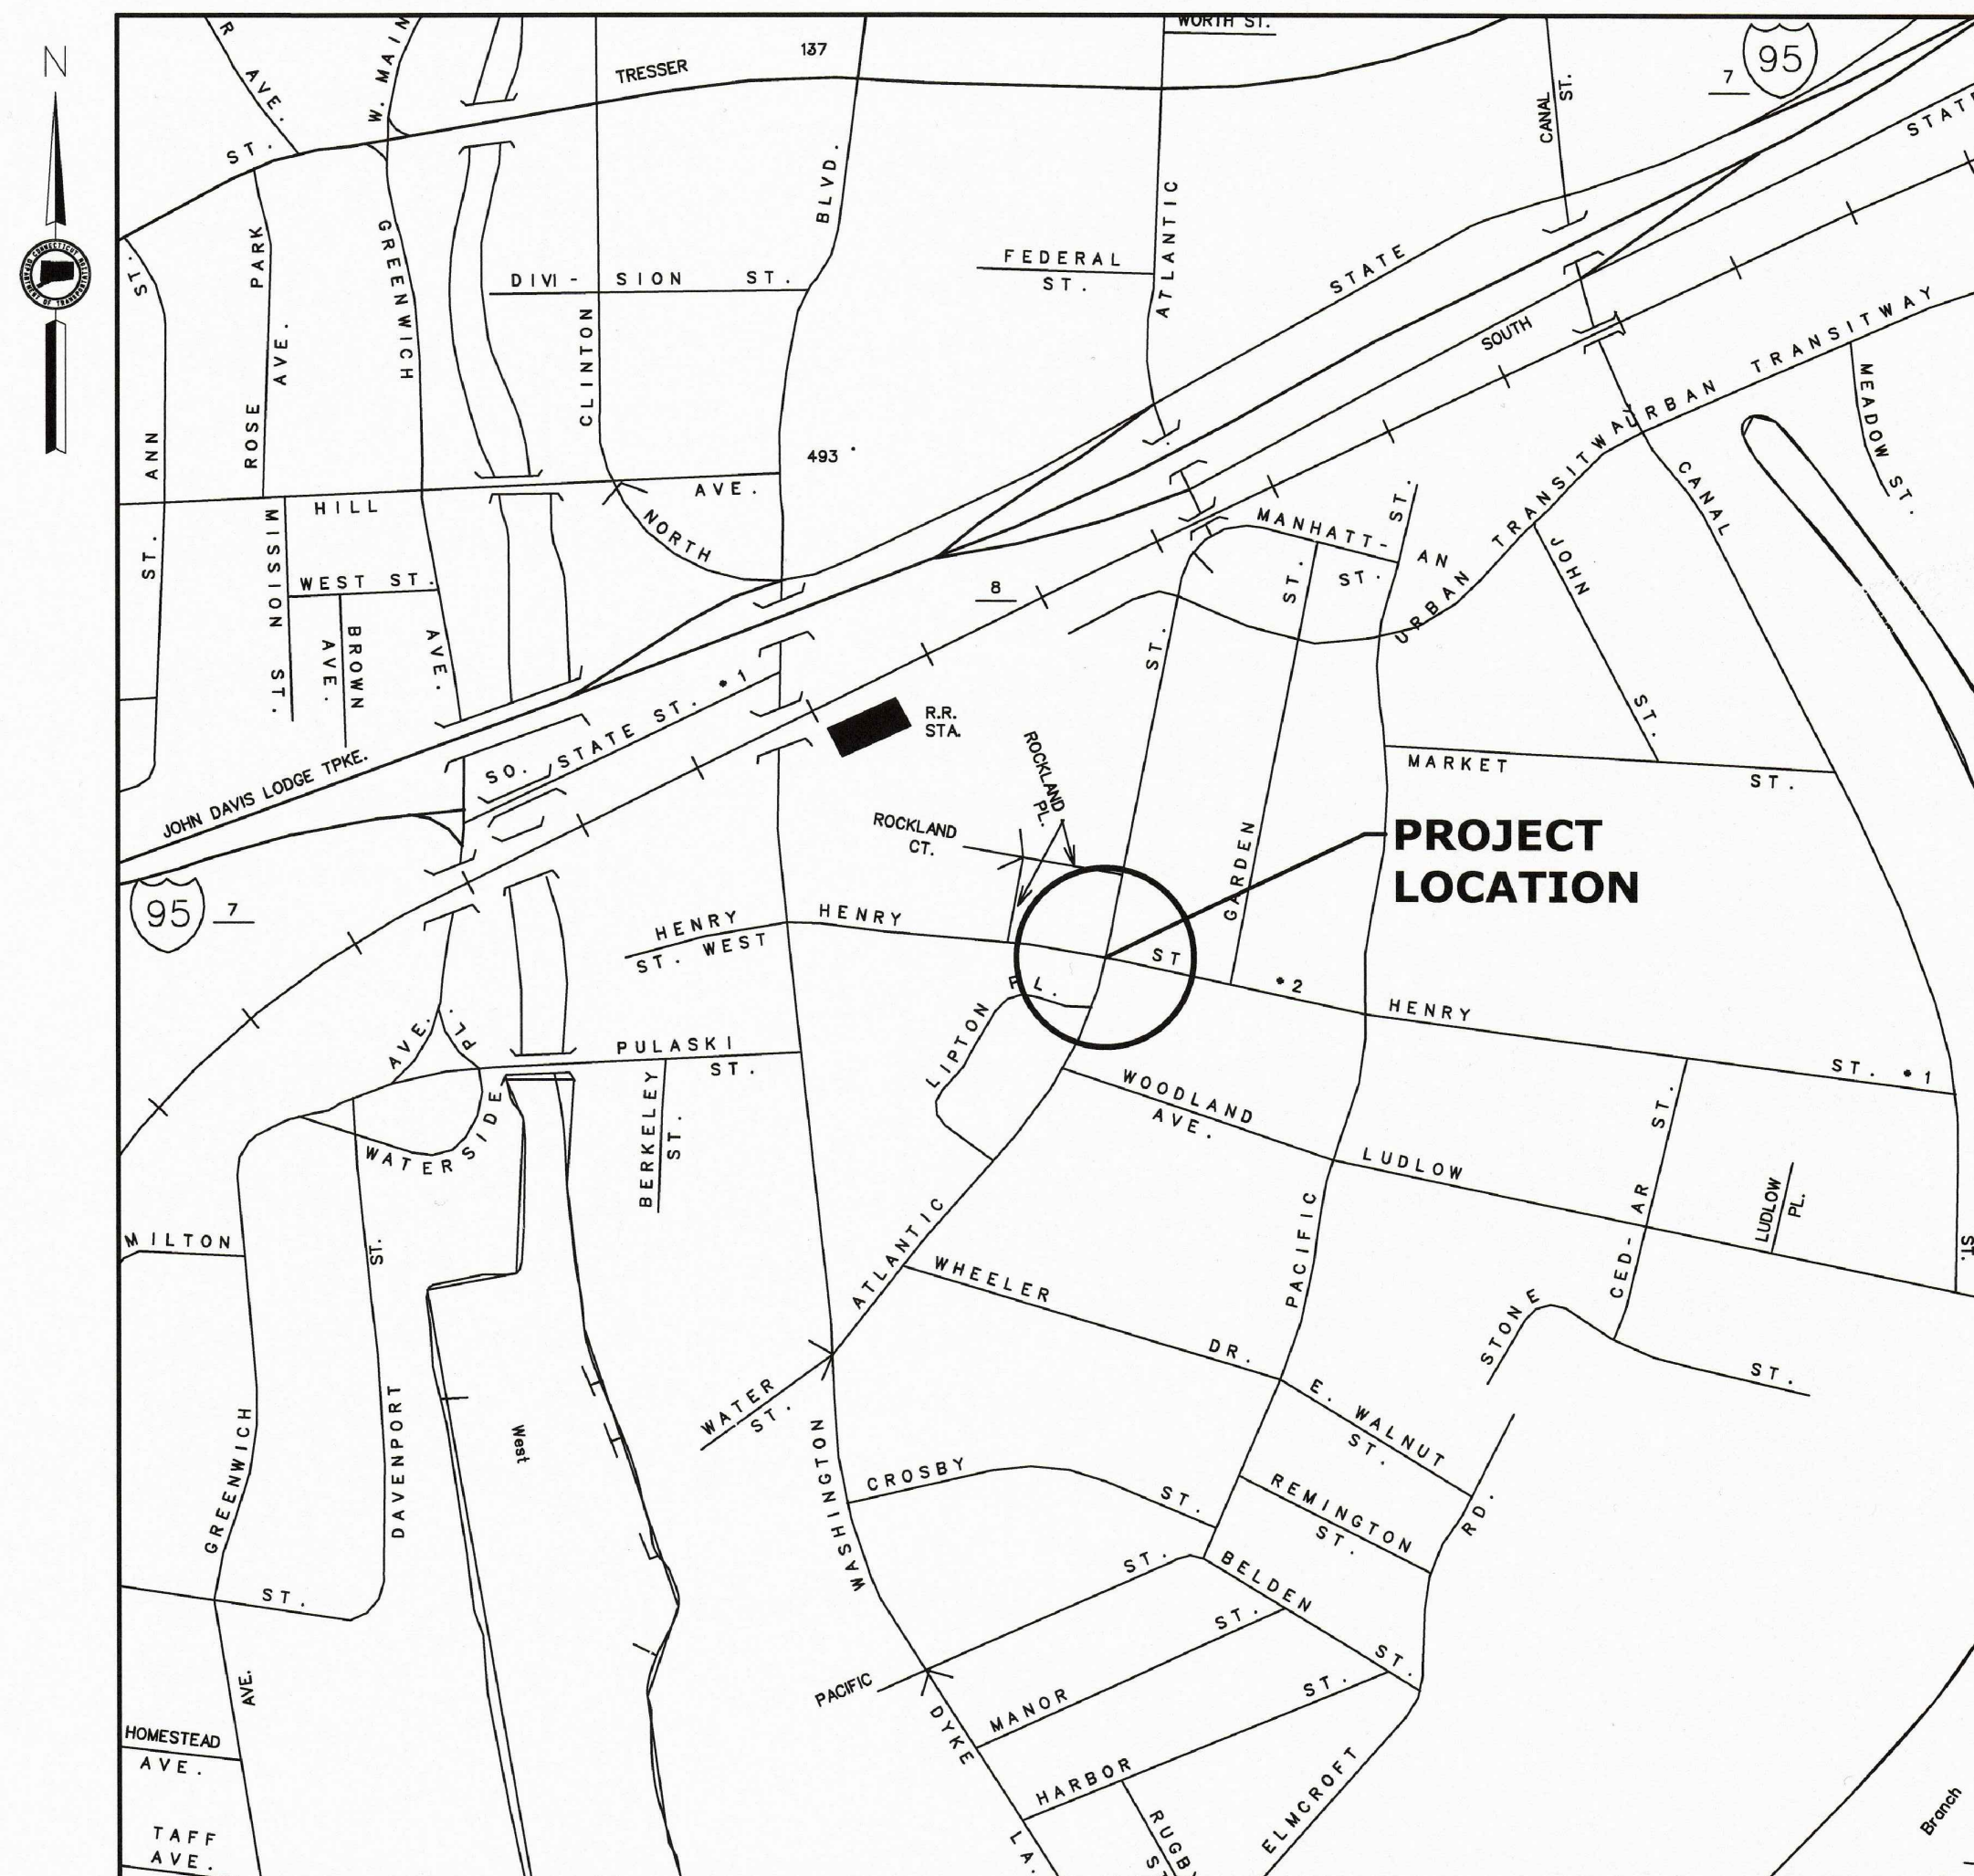 N
R AVE.
W. MAIN
TRESSER
137
WORTH ST.
CANAL ST.
7
95
STATE
ST.
ST.
PARK
ROSE AVE.
GREENWICH
AVE.
DIVI- SION ST.
CLINTON
BLVD.
FEDERAL
ST.
ATLANTIC
STATE
SOUTH
URBAN TRANSITWAY
MEADOW ST.
493
ST. ANN
HILL AVE.
NORTH
MISSION ST.
WEST ST.
BROWN
AVE.
8
MANHATT- AN
ST.
ST.
ST.
URBAN TRANSITWAY
JOHN ST.
CANAL
ST.
SO. STATE ST. •1
R.R.
STA.
JOHN DAVIS LODGE TPKE.
ROCKLAND
PL.
ROCKLAND
CT.
MARKET ST.
GARDEN
PROJECT
LOCATION
95
7
HENRY
ST. WEST
HENRY
ST
•2
HENRY
ST. •1
LIPTON PL.
AVE.
PL.
PULASKI
ST.
WATERSIDE
BERKELEY
ST.
WOODLAND
AVE.
LUDLOW
CED- AR ST.
LUDLOW
PL.
ST.
MILTON
ST.
DAVENPORT
ATLANTIC
WHEELER DR.
PACIFIC
STONE ST.
WATER
ST.
West
E. WALNUT
ST.
GREENWICH
AVE.
WASHINGTON
CROSBY ST.
REMINGTON
ST.
RD.
ST.
BELDEN ST.
PACIFIC ST.
MANOR ST.
DYKE LA.
HARBOR ST.
HOMESTEAD
AVE.
ELMCROFT
RUGB
ST
TAFF
AVE.
Branch